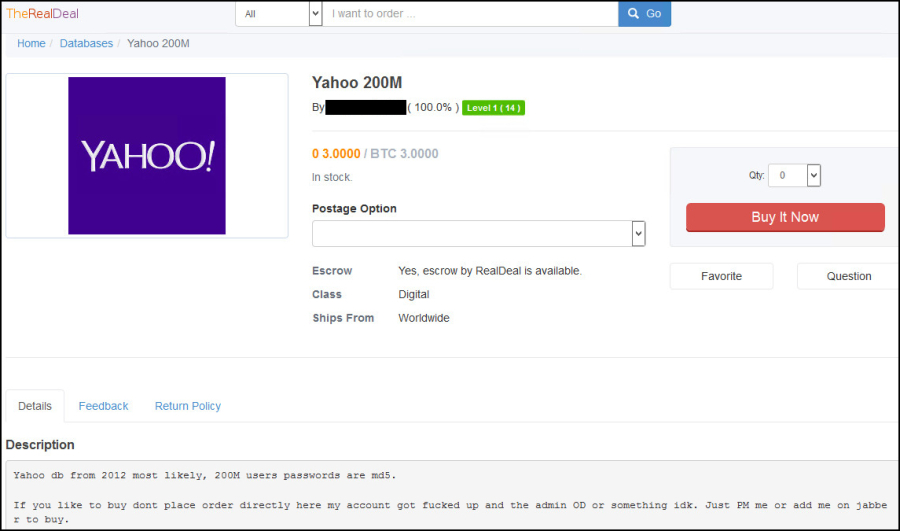 TheRealDeal All I want to order ... Go
Home / Databases / Yahoo 200M
YAHOO!
Yahoo 200M
By ( 100.0% ) Level 1 ( 14 )
0 3.0000 / BTC 3.0000
In stock.
Qty: 0
Buy It Now
Postage Option
Favorite Question
Escrow Yes, escrow by RealDeal is available.
Class Digital
Ships From Worldwide
Details Feedback Return Policy
Description
Yahoo db from 2012 most likely, 200M users passwords are md5.
If you like to buy dont place order directly here my account got fucked up and the admin OD or something idk. Just PM me or add me on jabbe
r to buy.